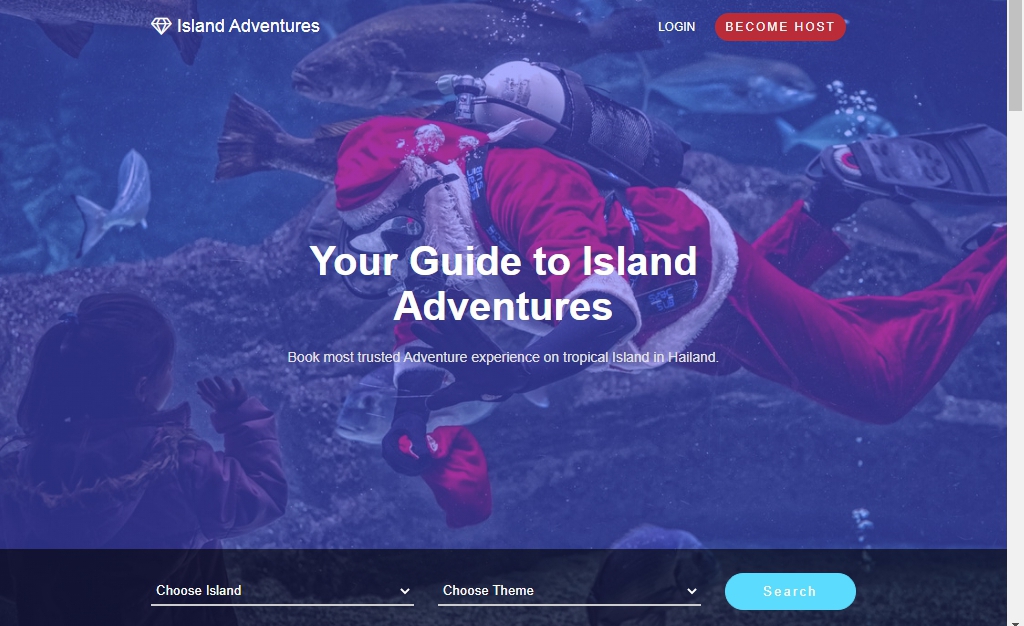 Island Adventures
LOGIN
BECOME HOST
Your Guide to Island
Adventures
Book most trusted Adventure experience on tropical Island in Hailand.
Choose Island
Choose Theme
Search